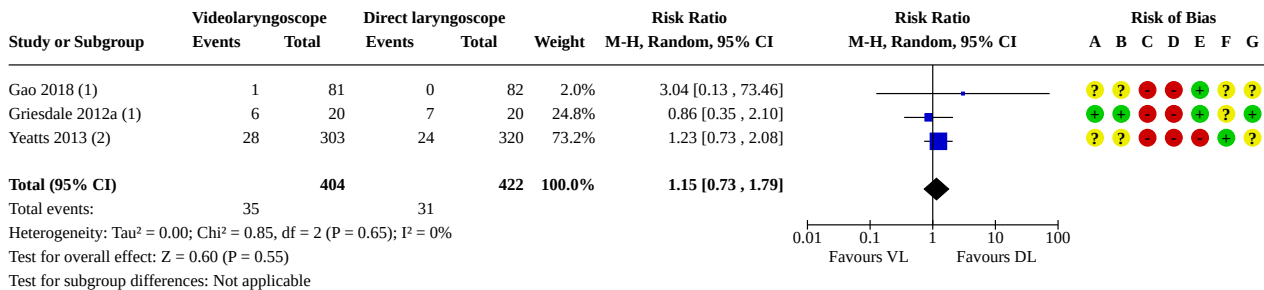 Videolaryngoscope Direct laryngoscope Risk Ratio Risk Ratio Risk of Bias
Study or Subgroup Events Total Events Total Weight M-H, Random, 95% CI M-H, Random, 95% CI A B C D E F G
Gao 2018 (1) 1 81 0 82 2.0% 3.04 [0.13 , 73.46] ? ? - - + ? ?
Griesdale 2012a (1) 6 20 7 20 24.8% 0.86 [0.35 , 2.10] + + - - + ? +
Yeatts 2013 (2) 28 303 24 320 73.2% 1.23 [0.73 , 2.08] ? ? - - - + ?
Total (95% CI) 404 422 100.0% 1.15 [0.73 , 1.79]
Total events: 35 31
Heterogeneity: Tau² = 0.00; Chi² = 0.85, df = 2 (P = 0.65); I² = 0%
0.01 0.1 1 10 100
Test for overall effect: Z = 0.60 (P = 0.55) Favours VL Favours DL
Test for subgroup differences: Not applicable